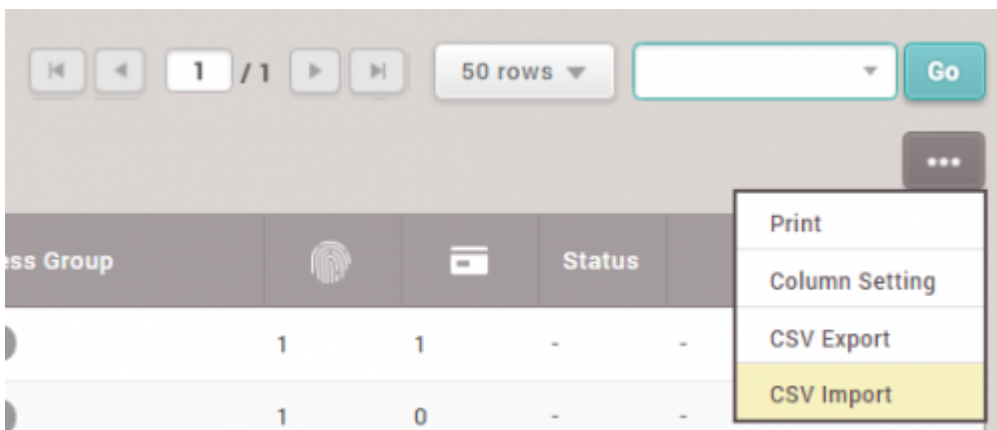 1 / 1 50 rows Go
Print
ess Group Status
Column Setting
1 1 - - CSV Export
CSV Import
1 0 - -